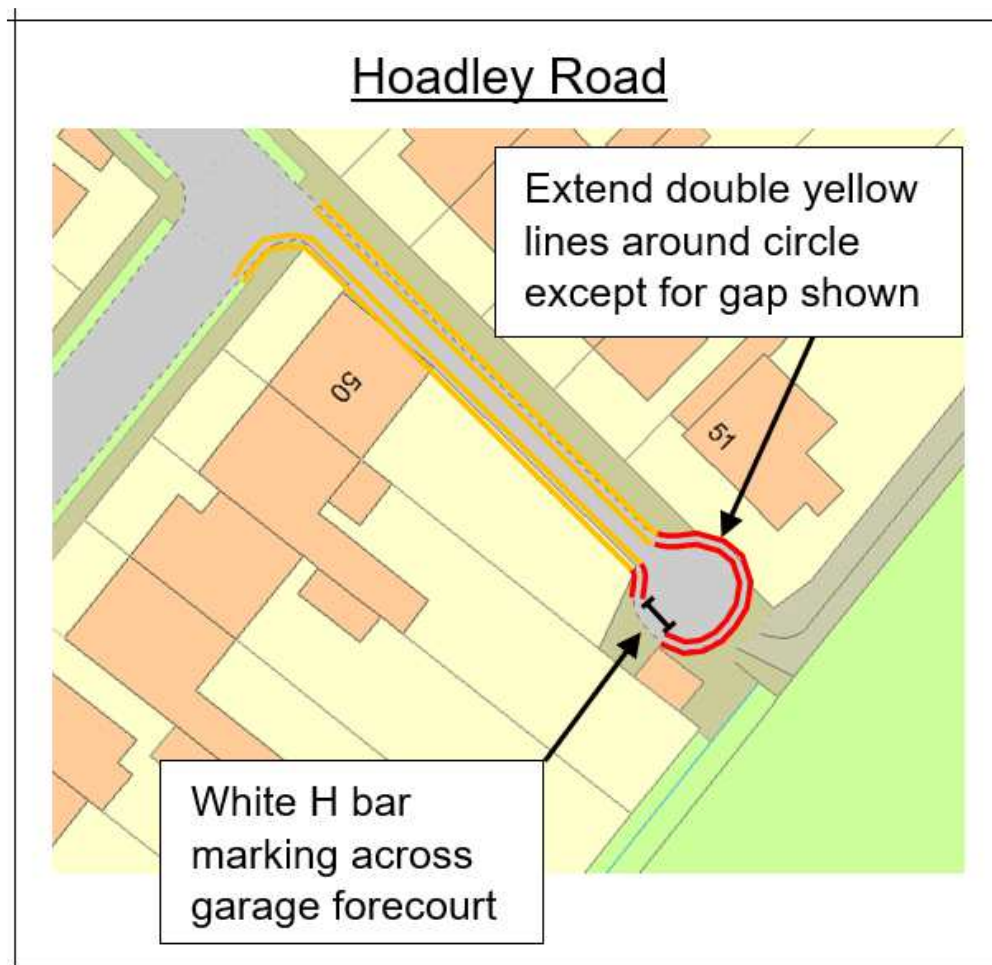 Hoadley Road
Extend double yellow
lines around circle
except for gap shown
50
51
White H bar
marking across
garage forecourt